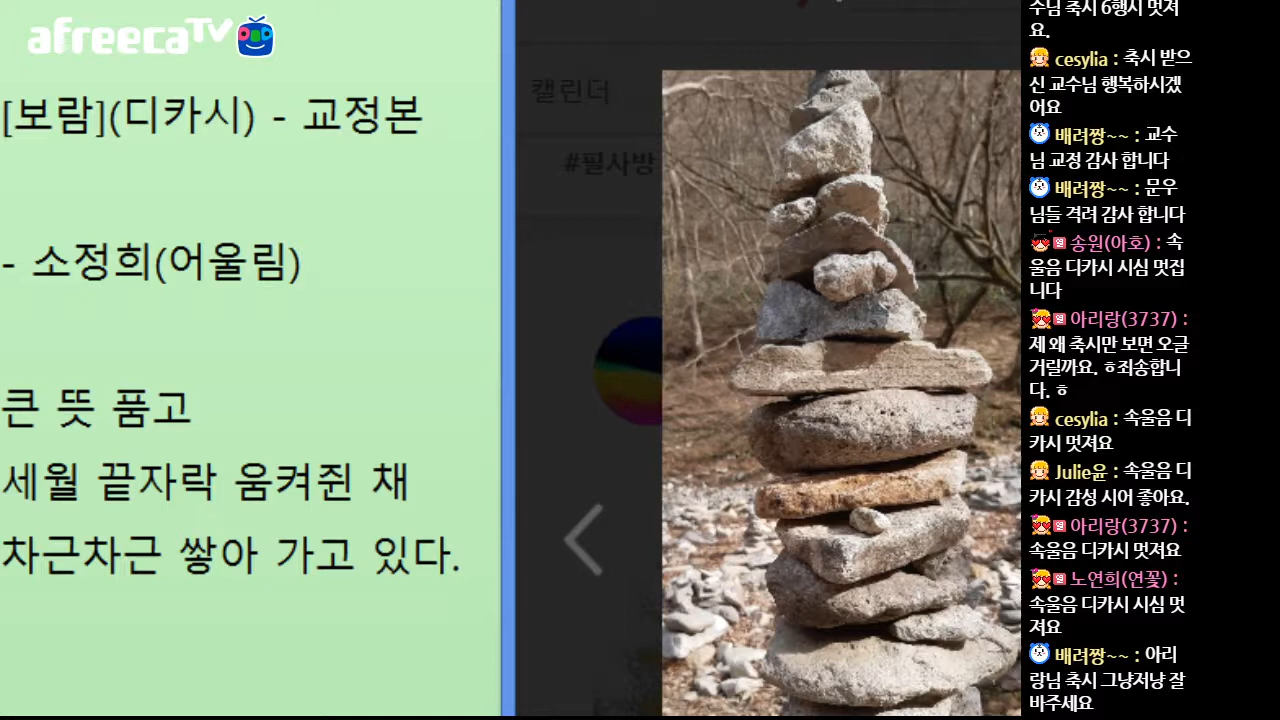 afreecaTV
[보람](디카시) - 교정본
- 소정희(어울림)
큰 뜻 품고
세월 끝자락 움켜쥔 채
차근차근 쌓아 가고 있다.
캘린더
#필사방
수님 축시 6행시 멋져
요.
cesylia : 축시 받으
신 교수님 행복하시겠
어요
배려짱~~ : 교수
님 교정 감사 합니다
배려짱~~ : 문우
님들 격려 감사 합니다
송원(아호) : 속
울음 디카시 시심 멋집
니다
아리랑(3737) :
제 왜 축시만 보면 오글
거릴까요. ㅎ죄송합니
다. ㅎ
cesylia : 속울음 디
카시 멋져요
Julie윤 : 속울음 디
카시 감성 시어 좋아요.
아리랑(3737) :
속울음 디카시 멋져요
노연희(연꽃) :
속울음 디카시 시심 멋
져요
배려짱~~ : 아리
랑님 축시 그냥저냥 잘
봐주세요